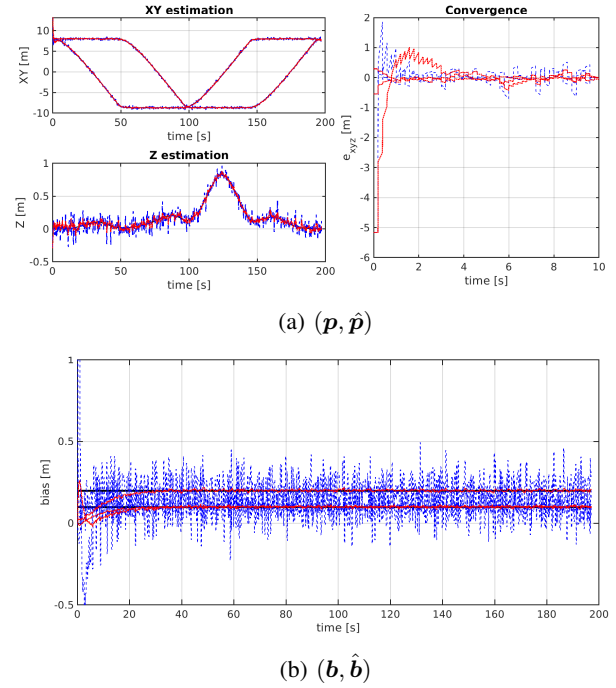 XY estimation
XY [m]
10
5
0
-5
-10
0 50 100 150 200
time [s]
Z estimation
Z [m]
1
0.5
0
-0.5
0 50 100 150 200
time [s]
Convergence
e_xyz [m]
2
1
0
-1
-2
-3
-4
-5
-6
0 2 4 6 8 10
time [s]
(a) (p, p̂)
bias [m]
1
0.5
0
-0.5
0 20 40 60 80 100 120 140 160 180 200
time [s]
(b) (b, b̂)